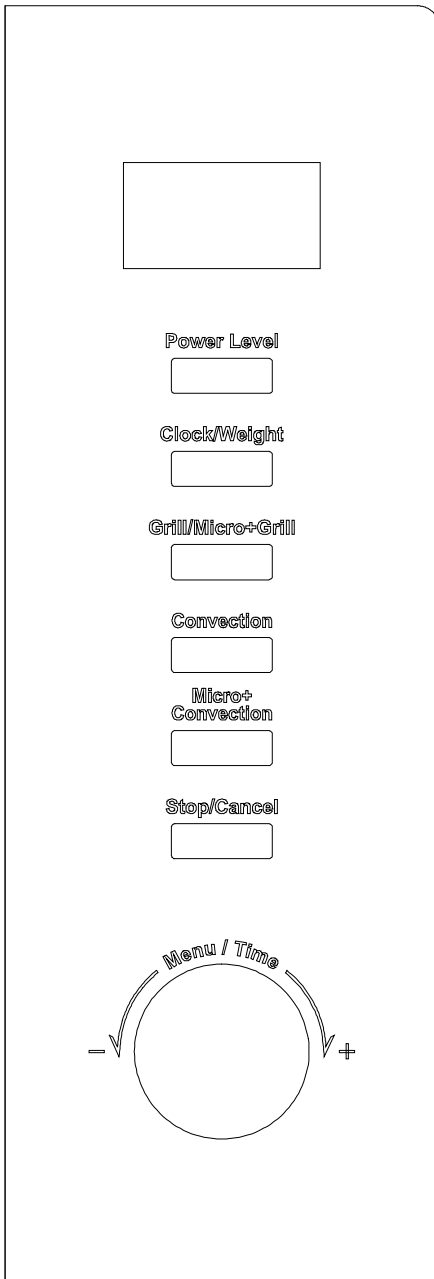 Power Level
Clock/Weight
Grill/Micro+Grill
Convection
Micro+
Convection
Stop/Cancel
Menu / Time
- +